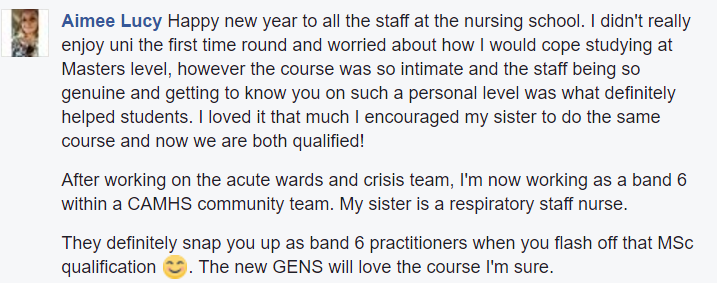 Aimee Lucy Happy new year to all the staff at the nursing school. I didn't really
enjoy uni the first time round and worried about how I would cope studying at
Masters level, however the course was so intimate and the staff being so
genuine and getting to know you on such a personal level was what definitely
helped students. I loved it that much I encouraged my sister to do the same
course and now we are both qualified!
After working on the acute wards and crisis team, I'm now working as a band 6
within a CAMHS community team. My sister is a respiratory staff nurse.
They definitely snap you up as band 6 practitioners when you flash off that MSc
qualification 😊. The new GENS will love the course I'm sure.